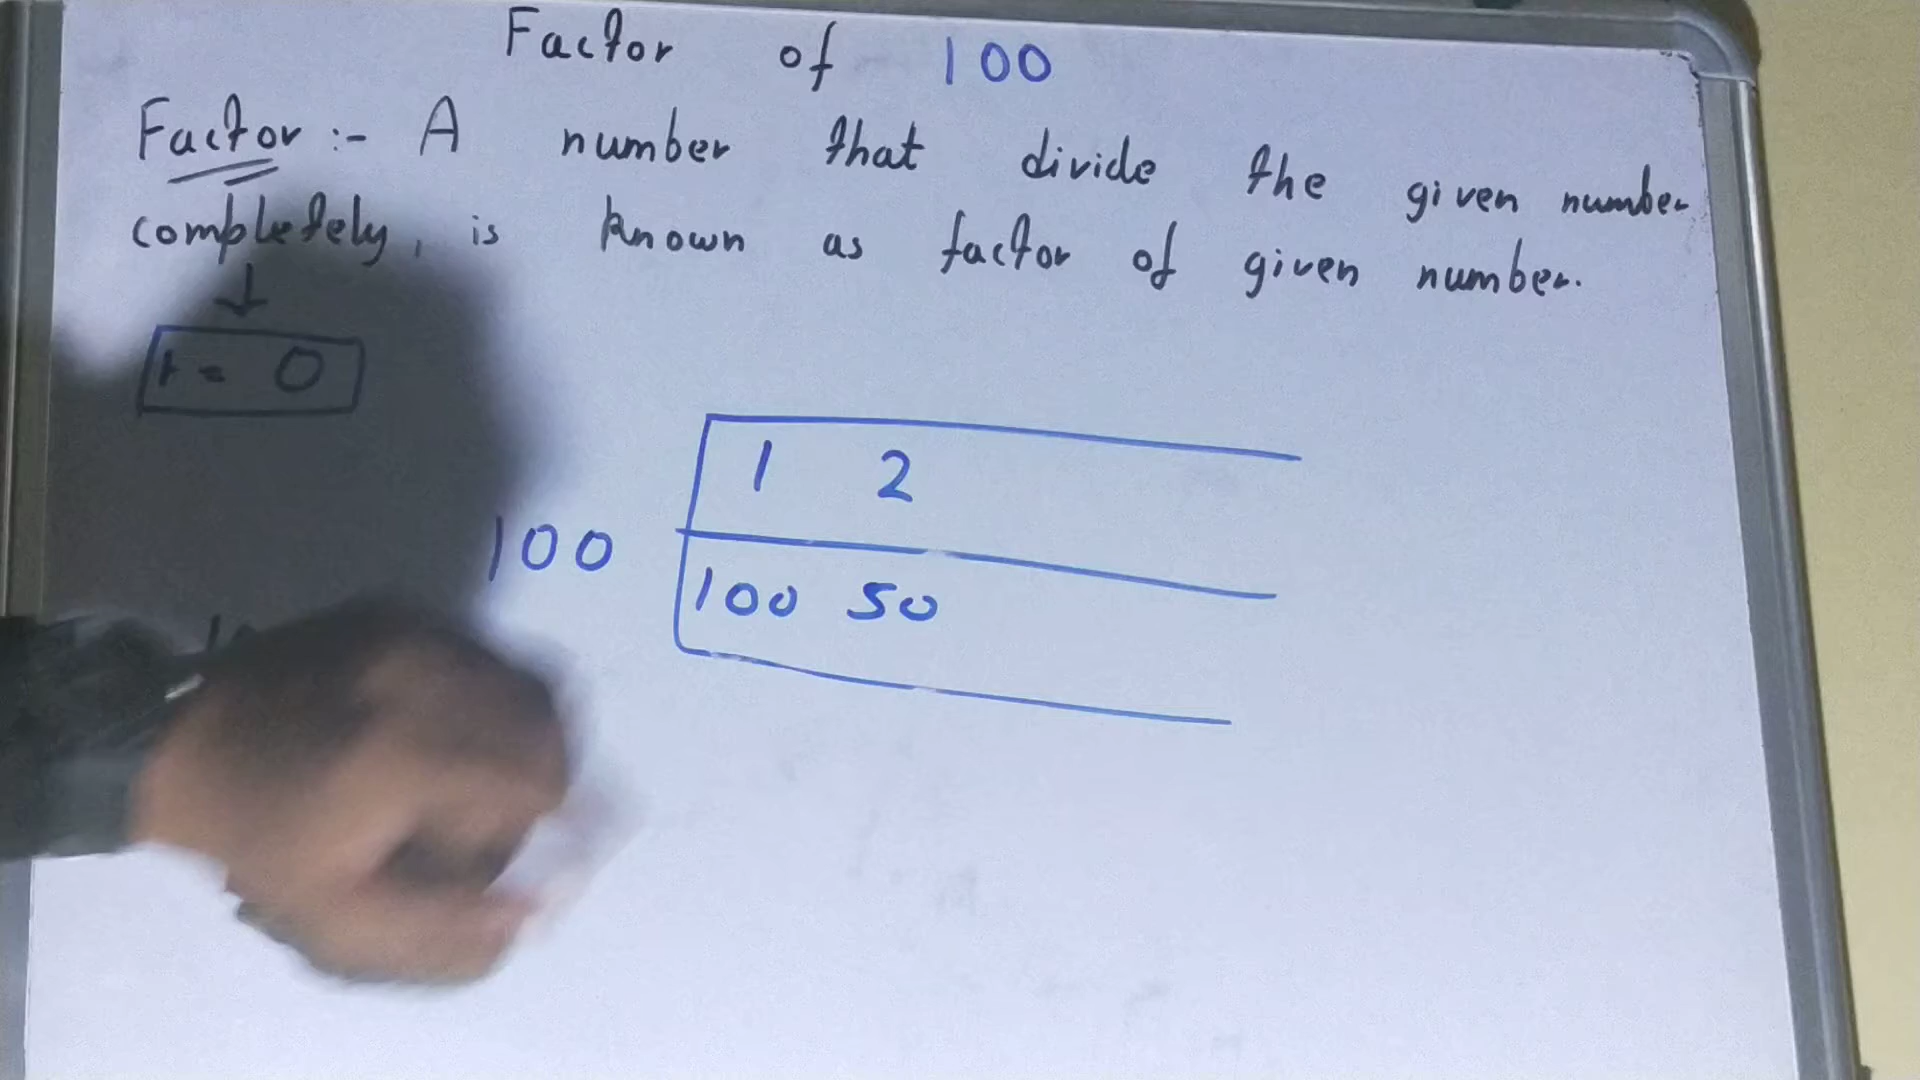 Factor of 100
Factor :- A number that divide the given number
completely, is known as factor of given number.
r = 0
1 2
100
100 50